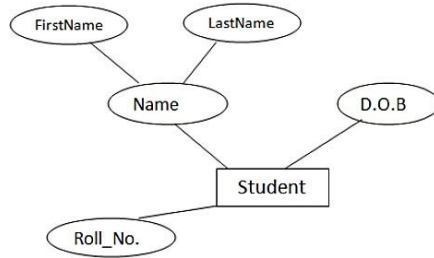 FirstName
LastName
Name
D.O.B
Student
Roll_No.